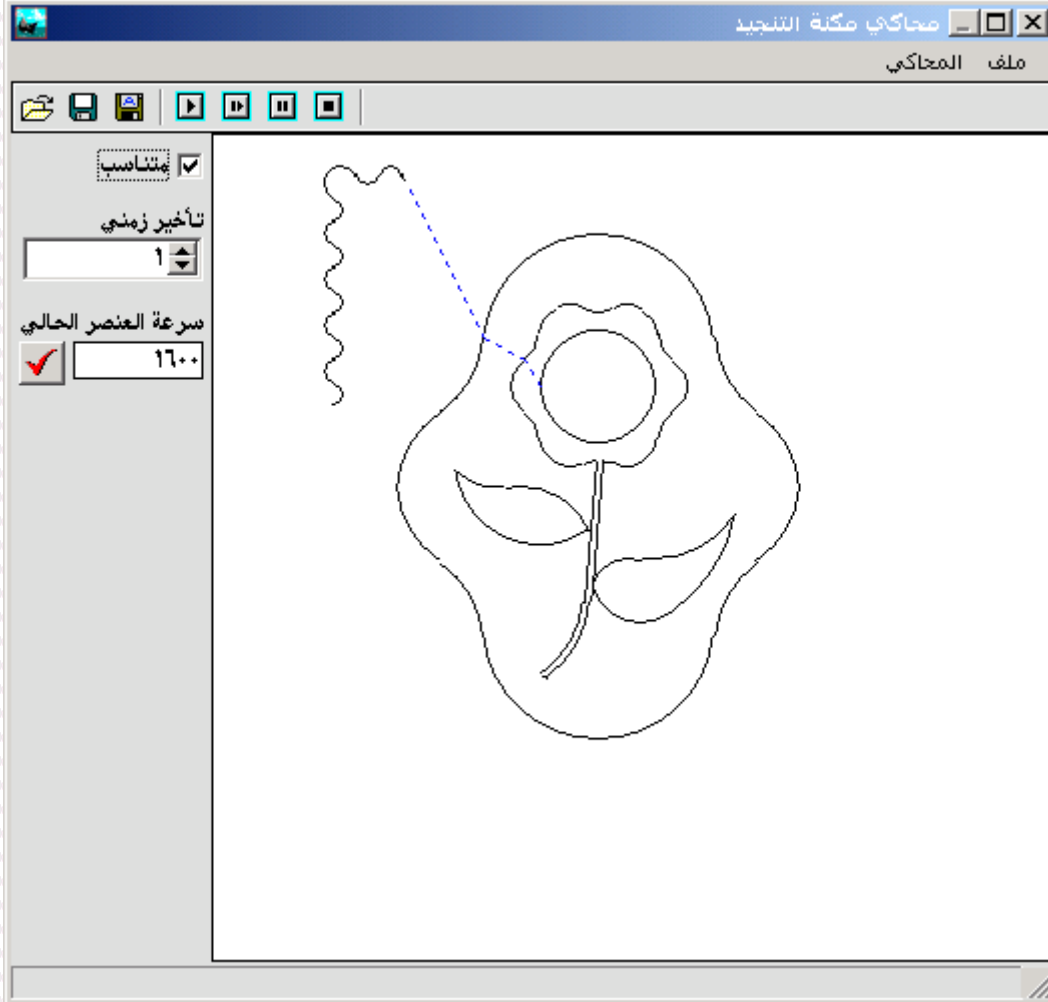 محاكي مكنة التنجيد
ملف المحاكي
متناسب
تأخير زمني
١
سرعة العنصر الحالي
١٦٠٠